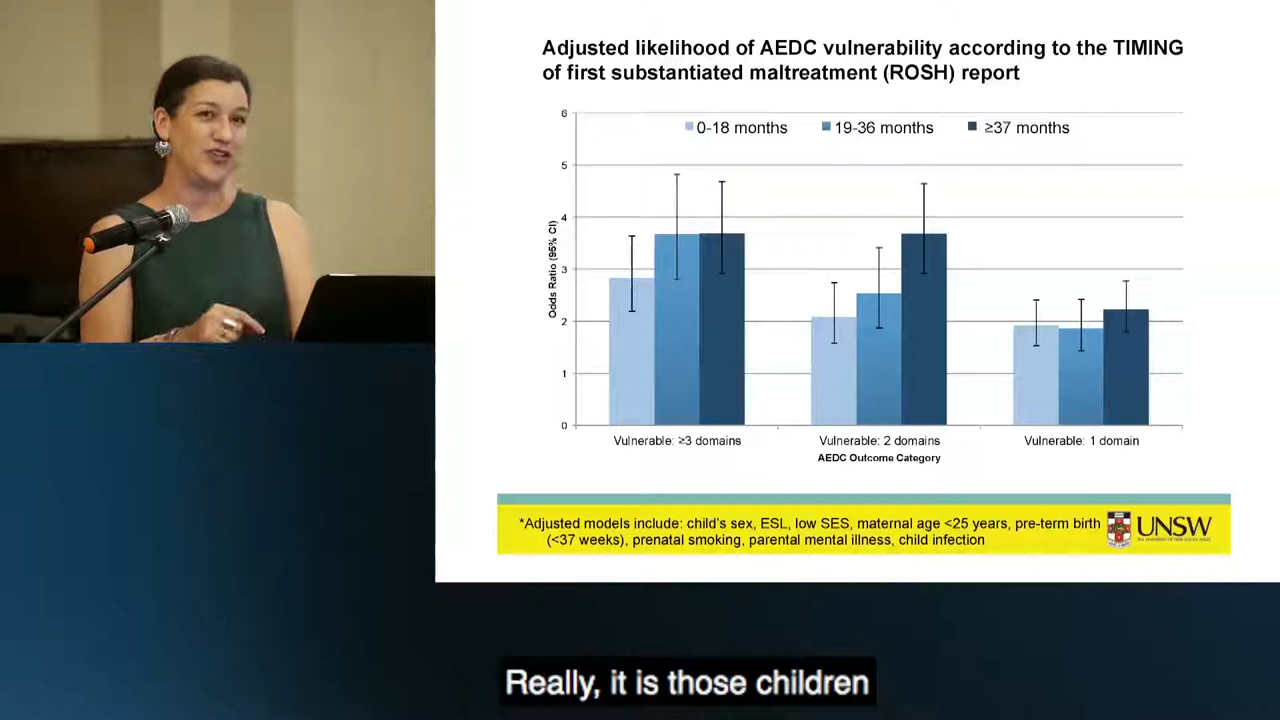 Adjusted likelihood of AEDC vulnerability according to the TIMING
of first substantiated maltreatment (ROSH) report
6
0-18 months
19-36 months
≥37 months
5
4
3
2
1
0
Odds Ratio (95% CI)
Vulnerable: ≥3 domains
Vulnerable: 2 domains
Vulnerable: 1 domain
AEDC Outcome Category
*Adjusted models include: child's sex, ESL, low SES, maternal age <25 years, pre-term birth
(<37 weeks), prenatal smoking, parental mental illness, child infection
UNSW
Really, it is those children